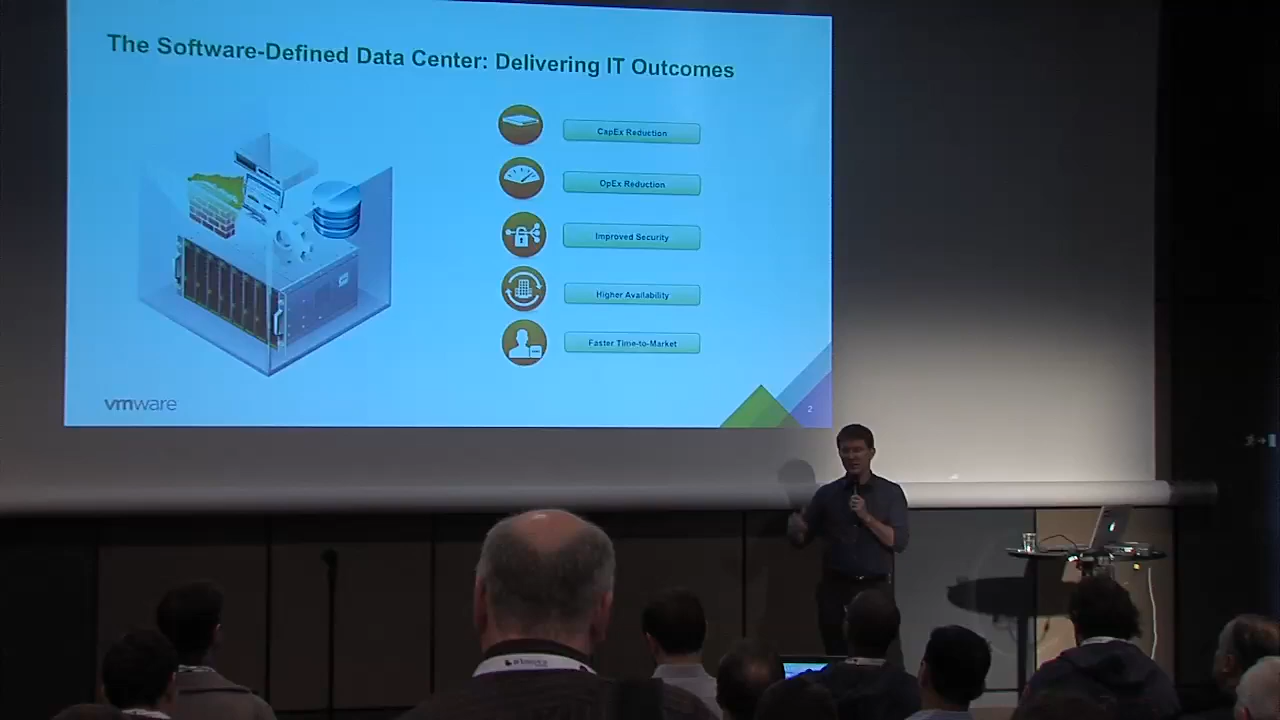 The Software-Defined Data Center: Delivering IT Outcomes
CapEx Reduction
OpEx Reduction
Improved Security
Higher Availability
Faster Time-to-Market
vmware
2